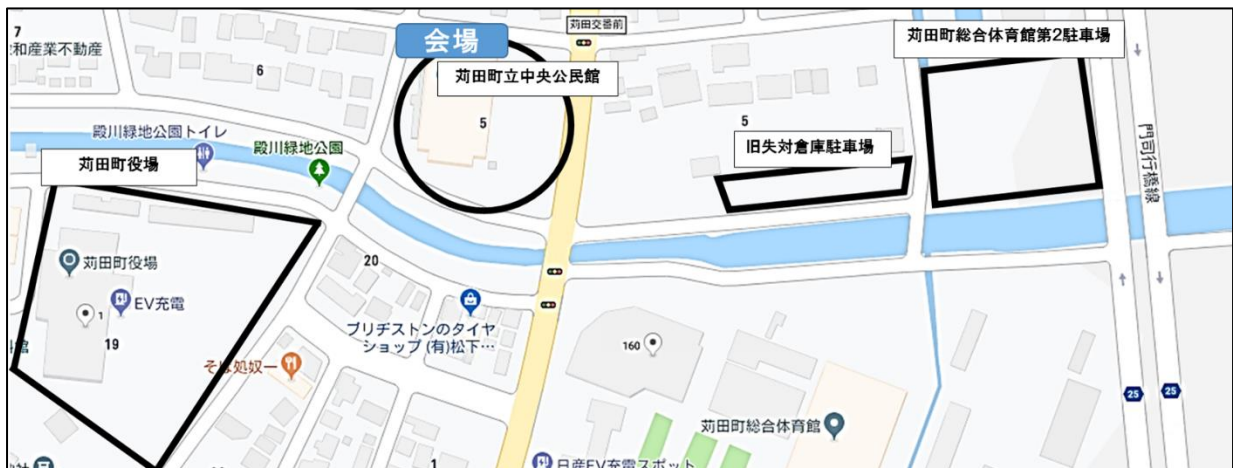 7
和産業不動産
6
会場
苅田町立中央公民館
5
苅田交番前
苅田町総合体育館第2駐車場
5
旧失対倉庫駐車場
門司行橋線
殿川緑地公園トイレ
殿川緑地公園
苅田町役場
苅田町役場
EV充電
1
19
館
20
ブリヂストンのタイヤ
ショップ (有)松下…
そば処奴一
160
苅田町総合体育館
25
25
1
日産EV充電スポット